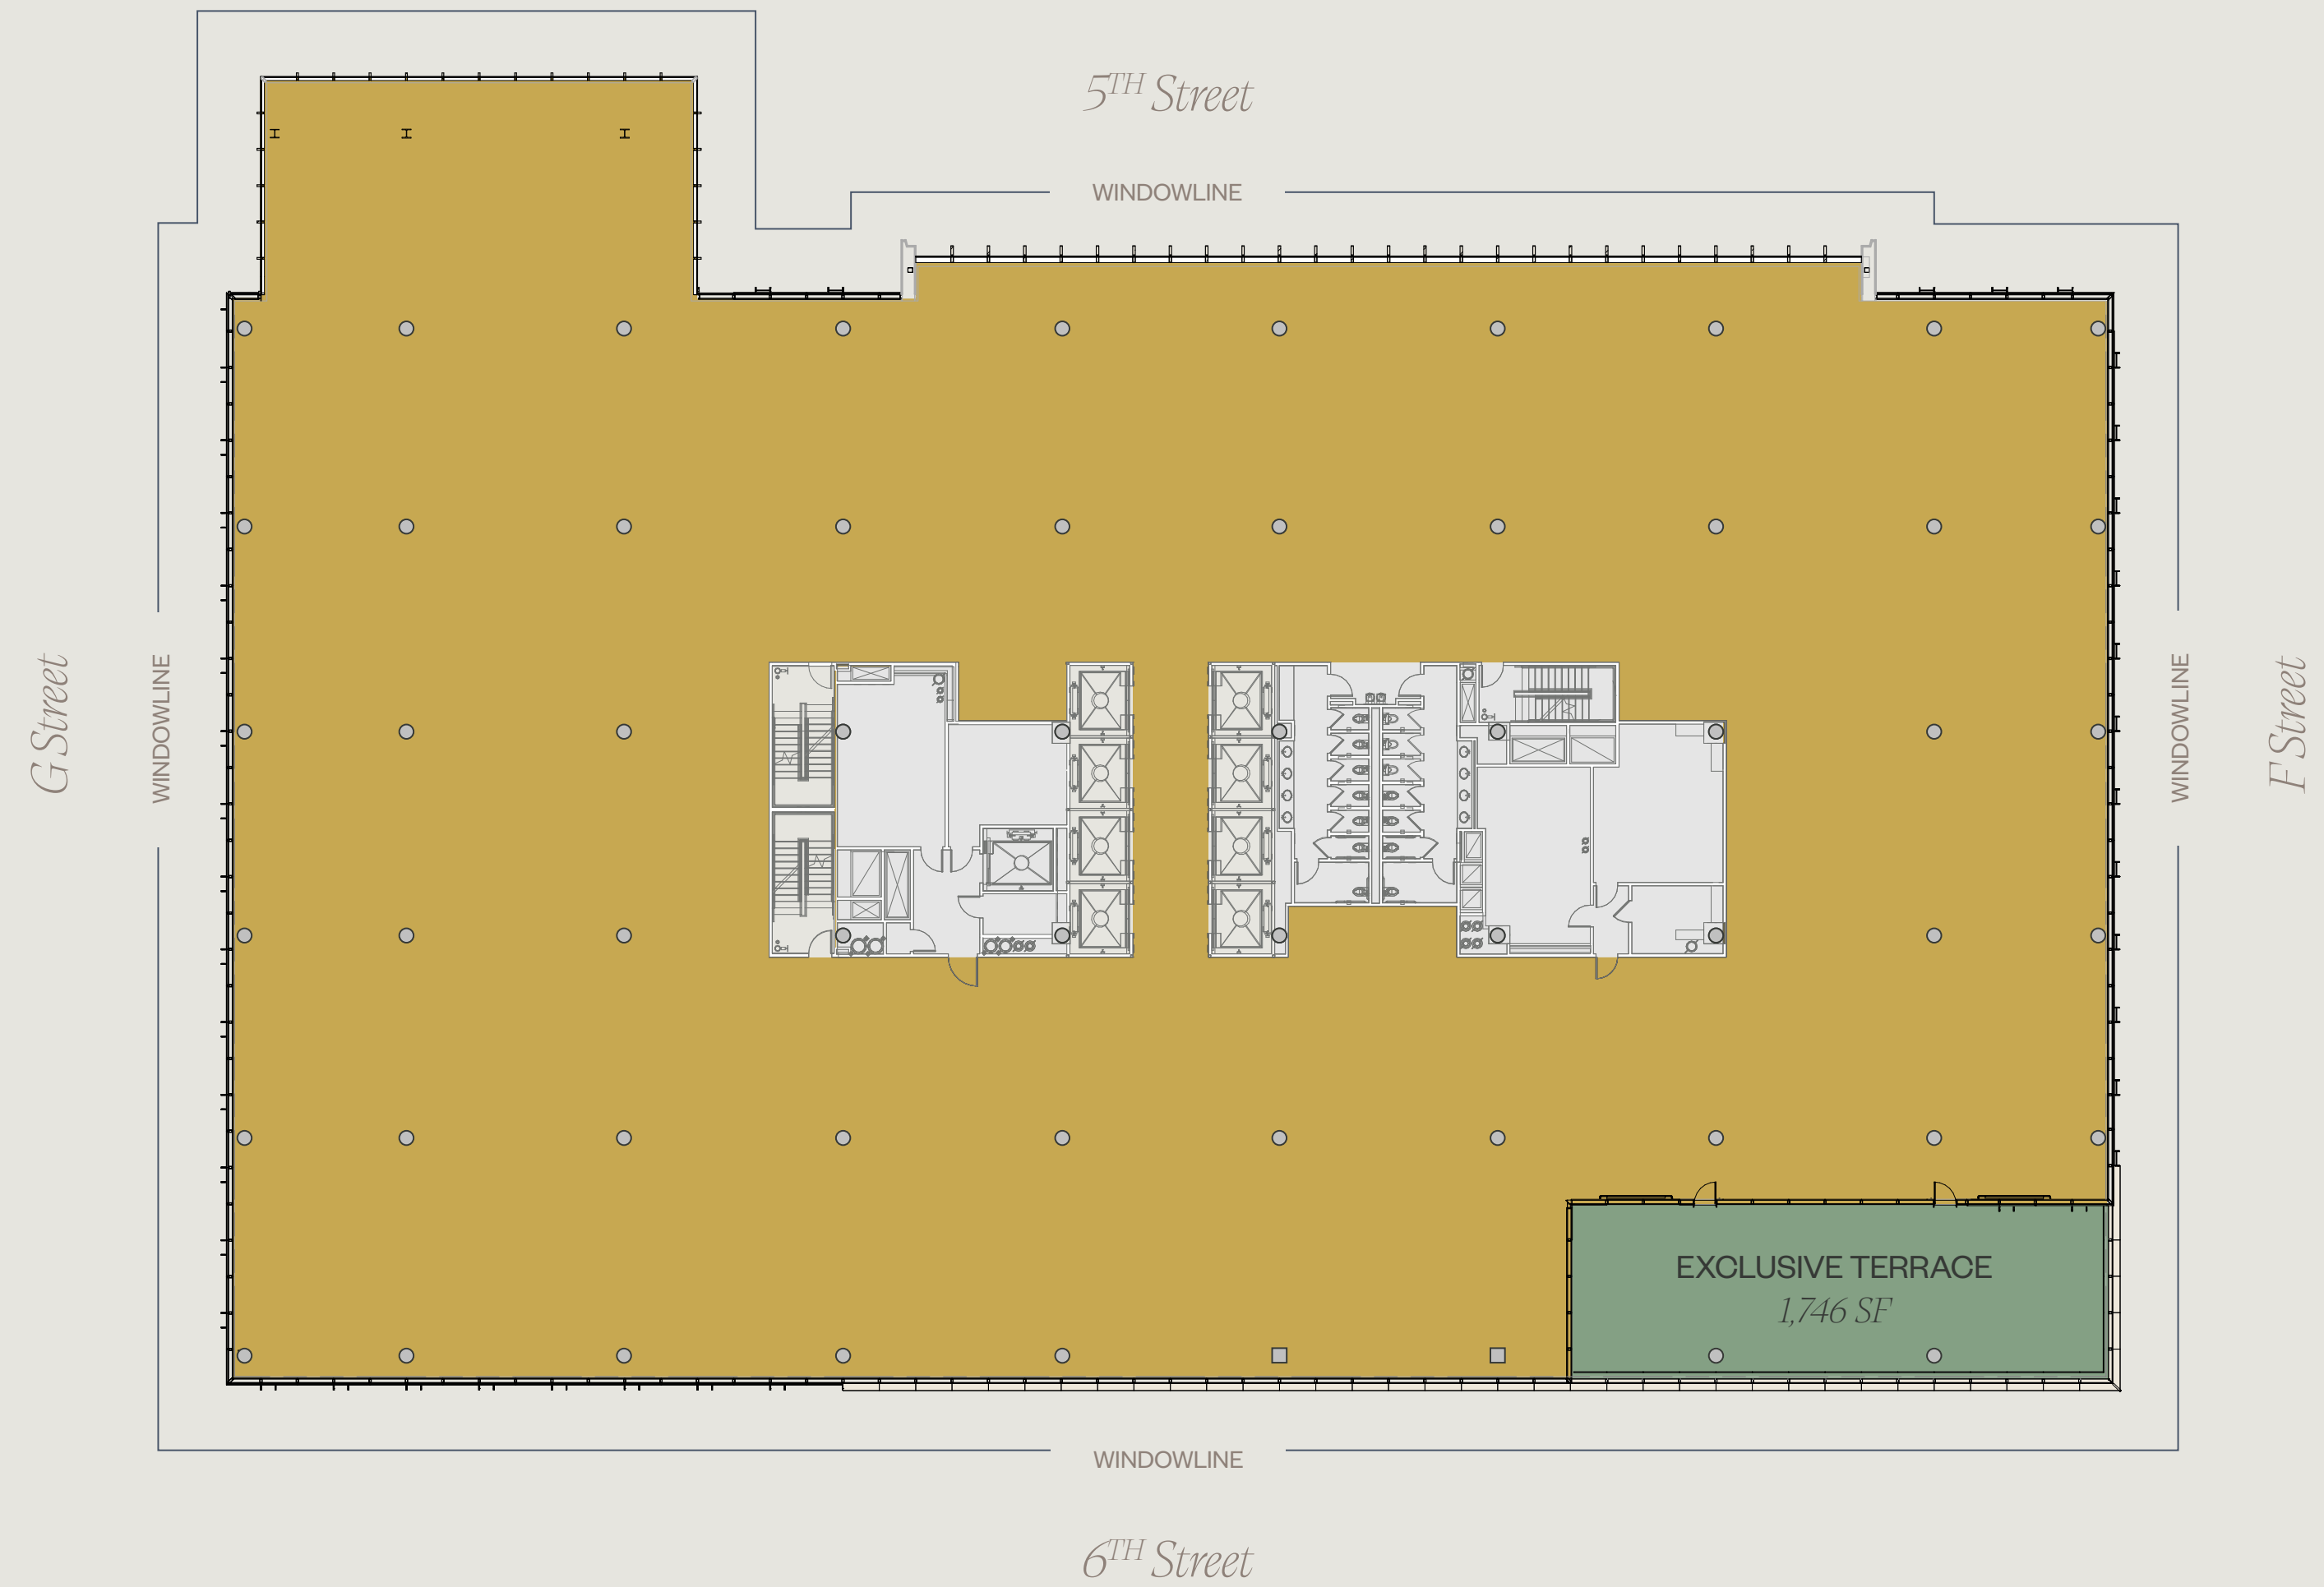 5TH Street
WINDOWLINE
G Street
WINDOWLINE
WINDOWLINE
F Street
EXCLUSIVE TERRACE
1,746 SF
WINDOWLINE
6TH Street